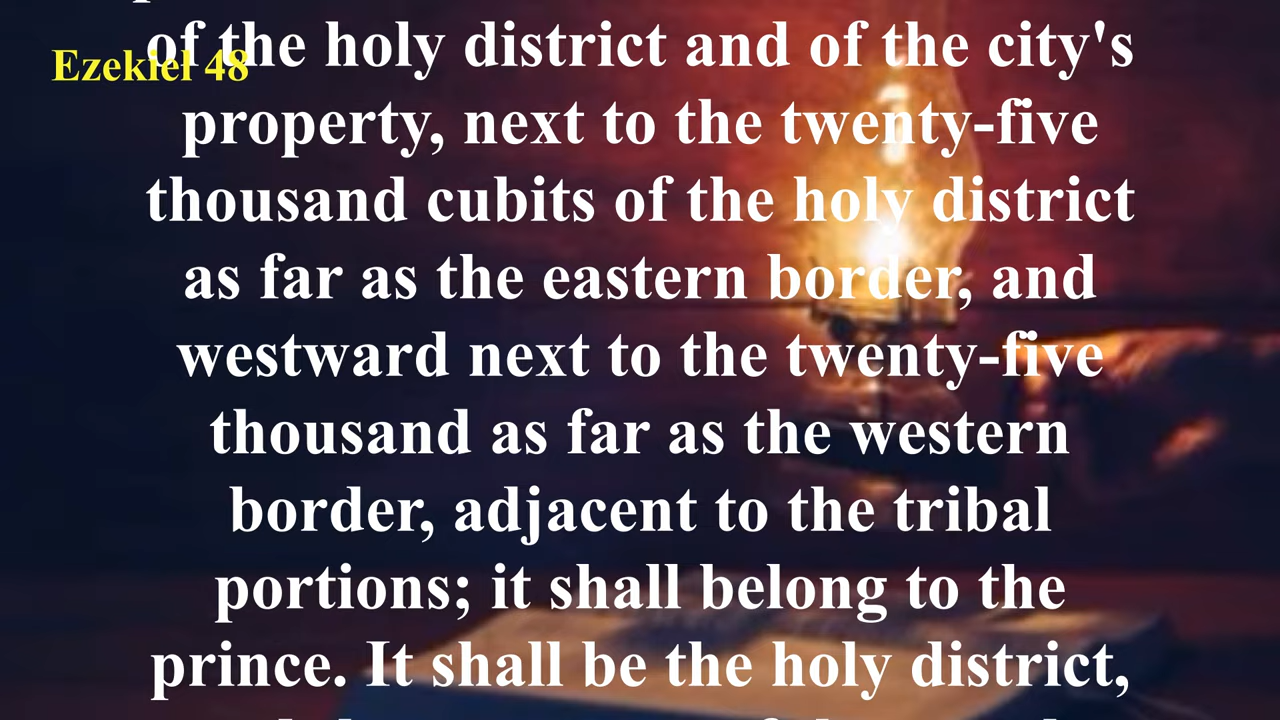 of the holy district and of the city's
Ezekiel 48
property, next to the twenty-five
thousand cubits of the holy district
as far as the eastern border, and
westward next to the twenty-five
thousand as far as the western
border, adjacent to the tribal
portions; it shall belong to the
prince. It shall be the holy district,